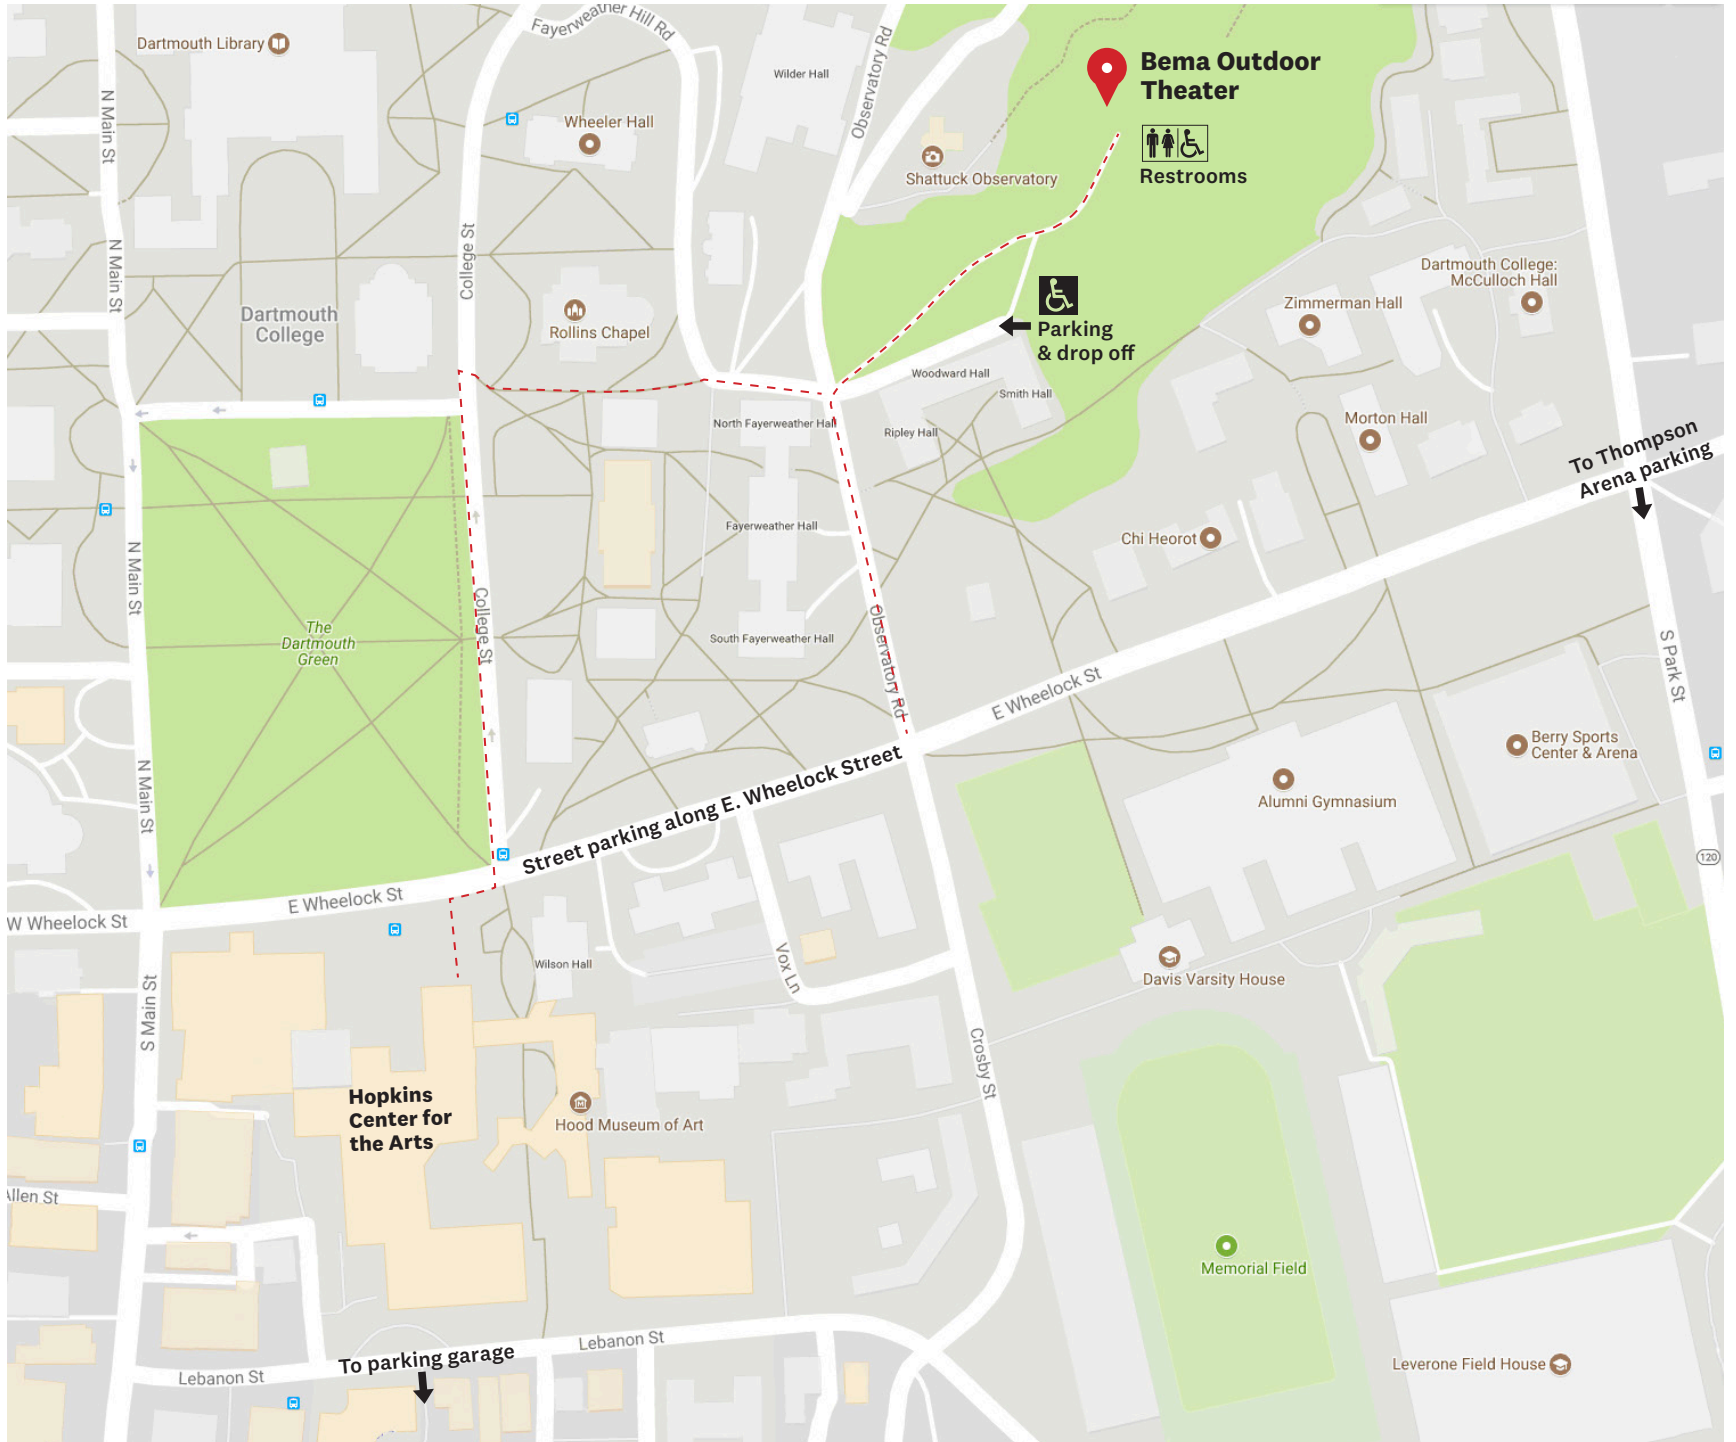 Fayerweather Hill Rd
Dartmouth Library
Observatory Rd
Wilder Hall
Bema Outdoor
Theater
N Main St
Wheeler Hall
Restrooms
Shattuck Observatory
N Main St
College St
Dartmouth College:
McCulloch Hall
Zimmerman Hall
Dartmouth
College
Rollins Chapel
Parking
& drop off
Woodward Hall
Smith Hall
North Fayerweather Hall
Ripley Hall
Morton Hall
To Thompson
Arena parking
Fayerweather Hall
Chi Heorot
N Main St
College St
The
Dartmouth
Green
South Fayerweather Hall
Observatory Rd
S Park St
E Wheelock St
Berry Sports
Center & Arena
Street parking along E. Wheelock Street
N Main St
Alumni Gymnasium
120
E Wheelock St
W Wheelock St
Wilson Hall
Vox Ln
Davis Varsity House
S Main St
Crosby St
Hopkins
Center for
the Arts
Hood Museum of Art
Allen St
Memorial Field
Lebanon St
To parking garage
Lebanon St
Leverone Field House